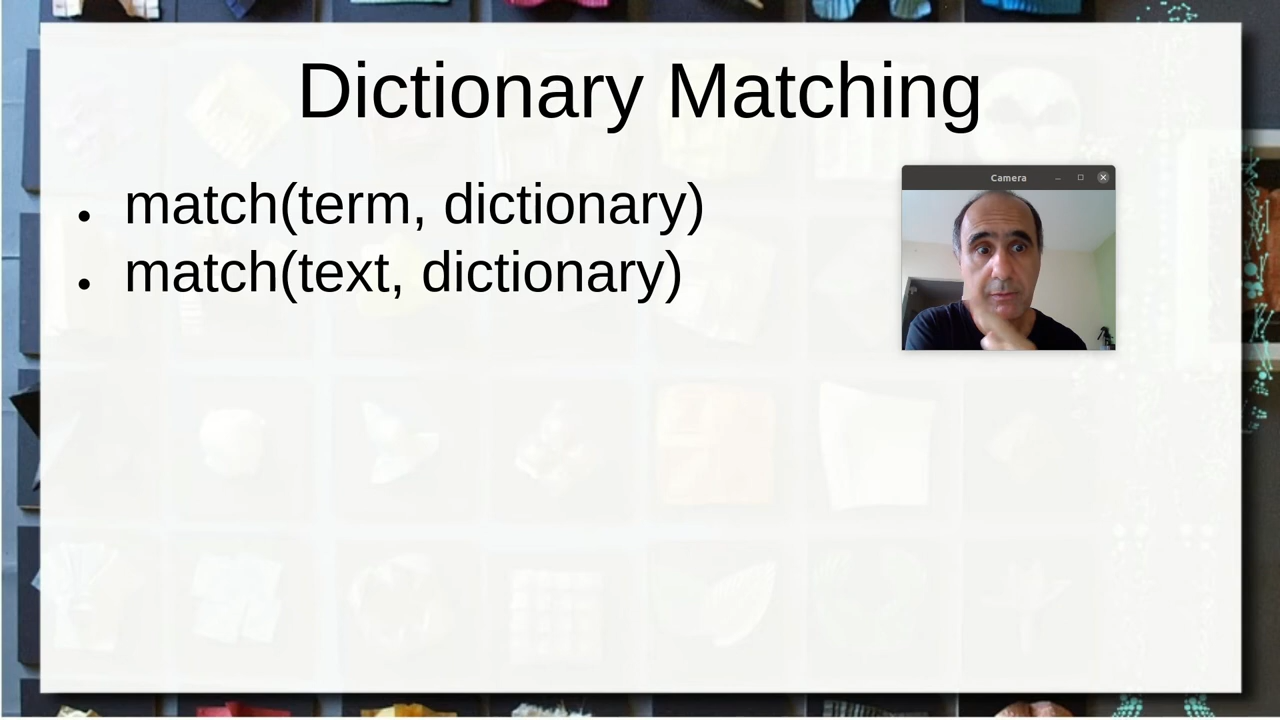 Dictionary Matching
• match(term, dictionary)
• match(text, dictionary)
Camera